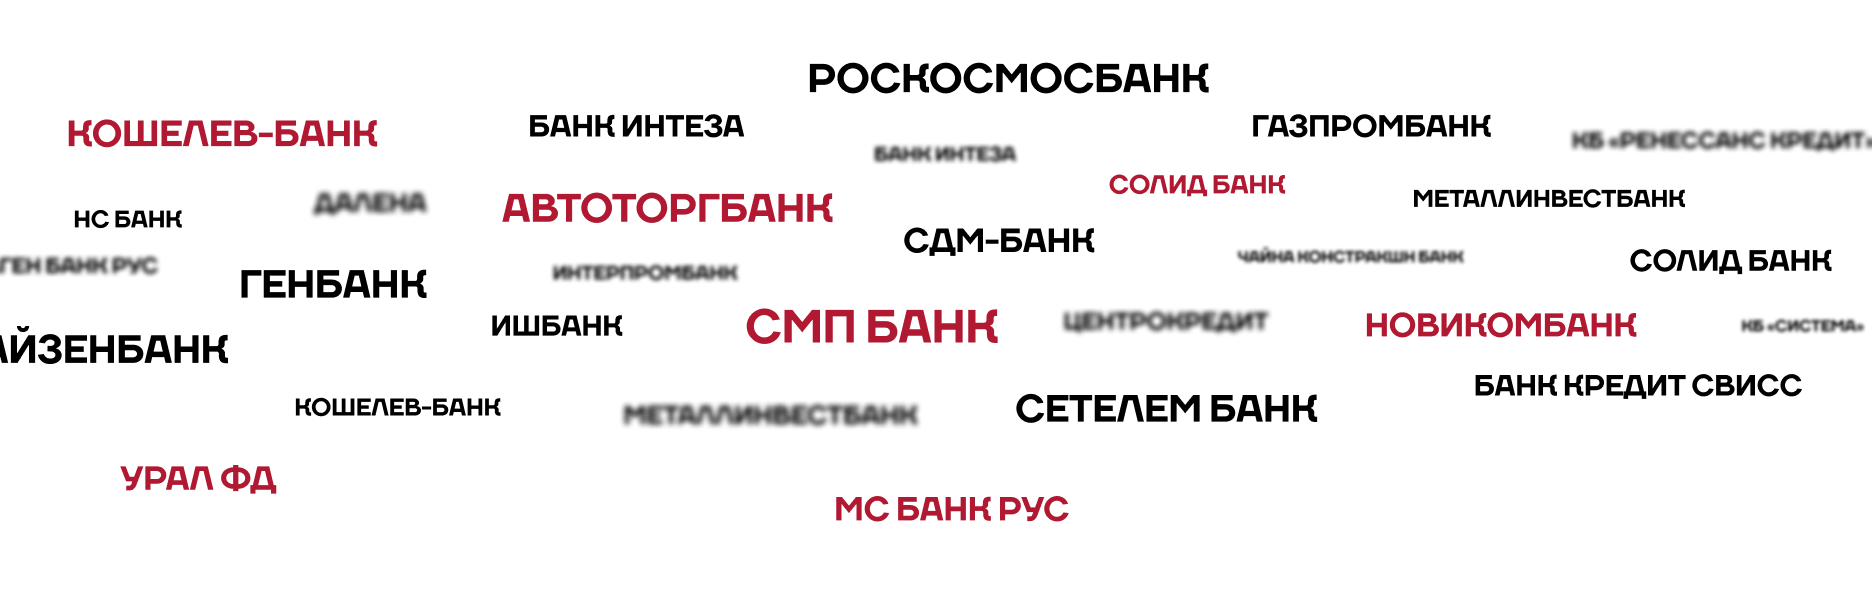 РОСКОСМОСБАНК
КОШЕЛЕВ-БАНК
БАНК ИНТЕЗА
ГАЗПРОМБАНК
КБ «РЕНЕССАНС КРЕДИТ»
БАНК ИНТЕЗА
СОЛИД БАНК
МЕТАЛЛИНВЕСТБАНК
НС БАНК
ДАЛЕНА
АВТОТОРГБАНК
СДМ-БАНК
ЧАЙНА КОНСТРАКШН БАНК
СОЛИД БАНК
ГЕН БАНК РУС
ГЕНБАНК
ИНТЕРПРОМБАНК
ИШБАНК
СМП БАНК
ЦЕНТРОКРЕДИТ
НОВИКОМБАНК
КБ «СИСТЕМА»
АЙЗЕНБАНК
КОШЕЛЕВ-БАНК
МЕТАЛЛИНВЕСТБАНК
СЕТЕЛЕМ БАНК
БАНК КРЕДИТ СВИСС
УРАЛ ФД
МС БАНК РУС